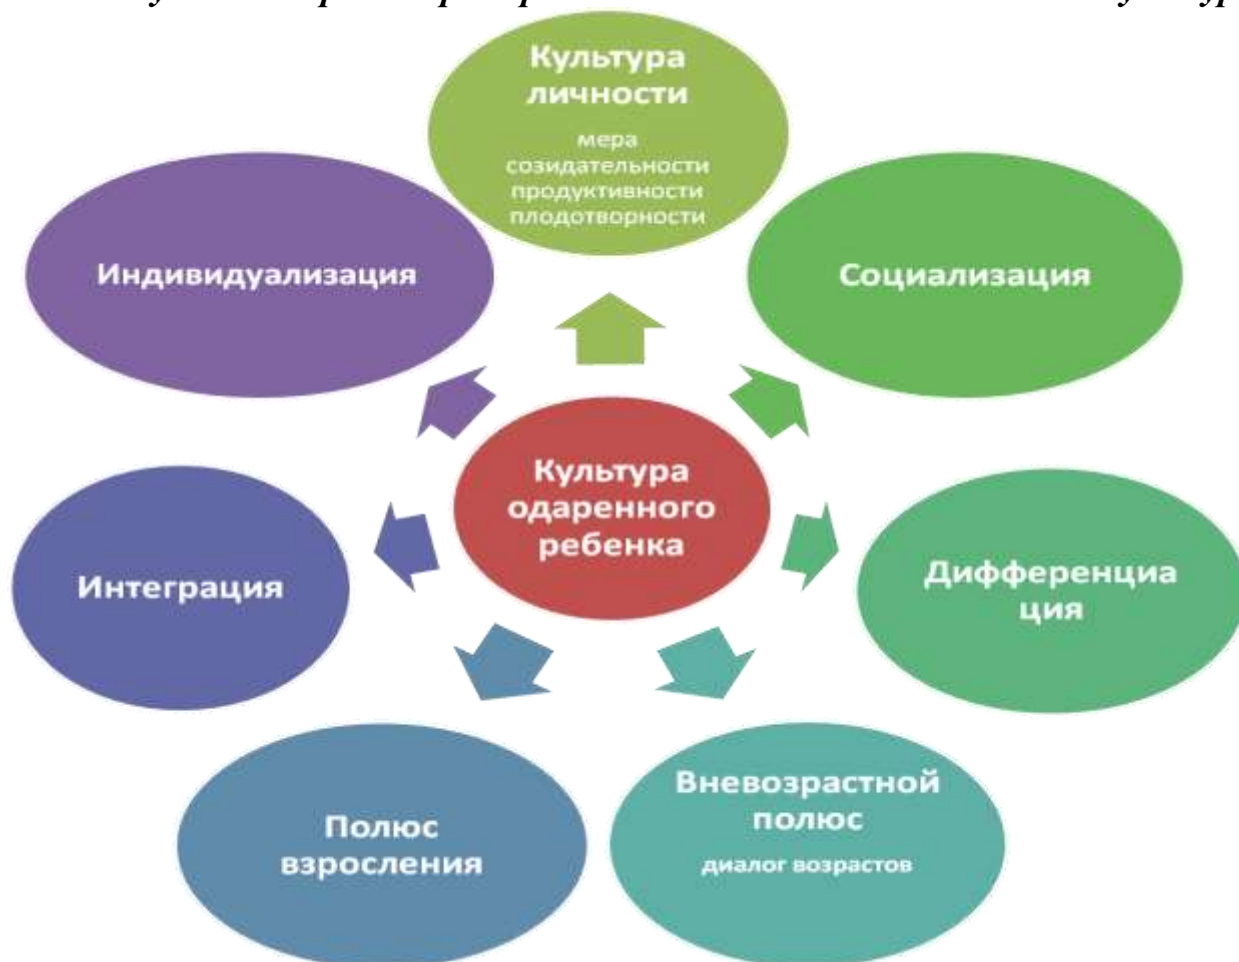 Культура
личности
мера
созидательности
продуктивности
плодотворности
Социализация
Дифференциа
ция
Вневозрастной
полюс
диалог возрастов
Полюс
взросления
Интеграция
Индивидуализация
Культура
одаренного
ребенка